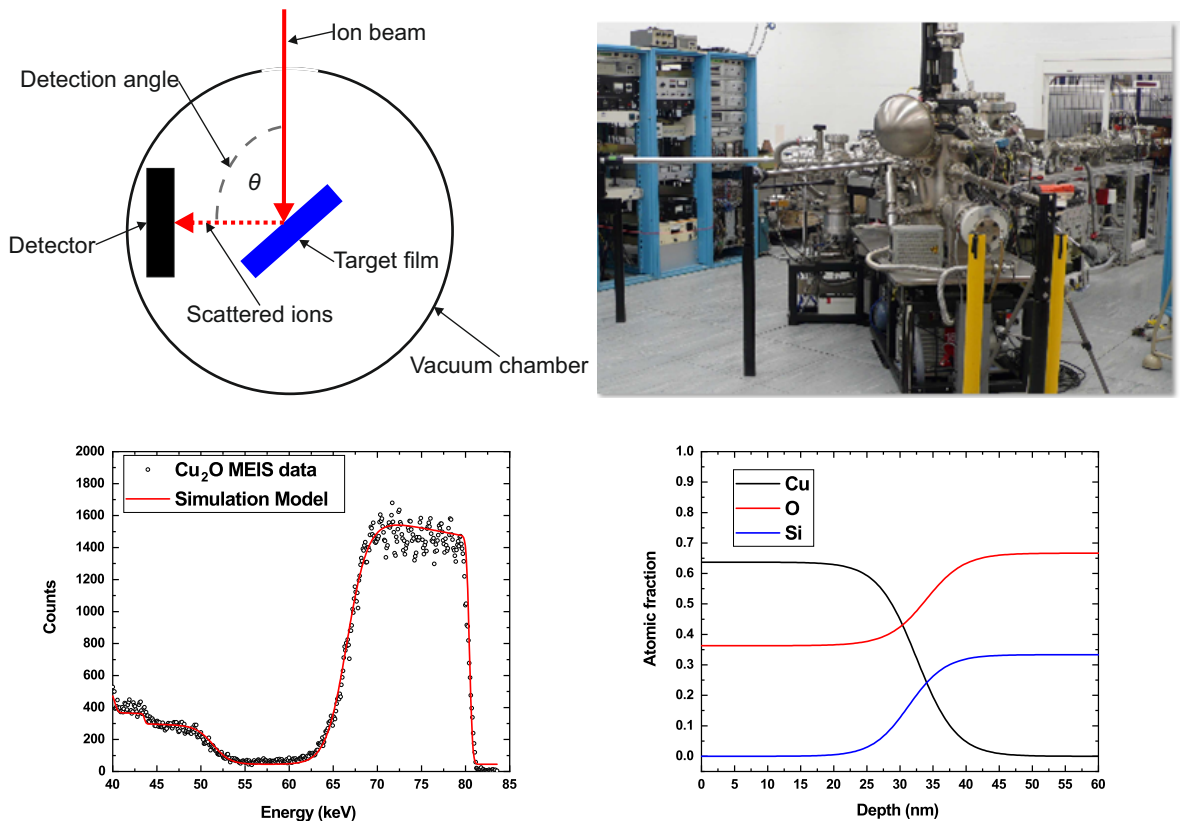 Ion beam
Detection angle
θ
Detector
Target film
Scattered ions
Vacuum chamber
2000
1800
1600
1400
1200
1000
800
600
400
200
0
Counts
Cu₂O MEIS data
Simulation Model
40 45 50 55 60 65 70 75 80 85
Energy (keV)
1.0
0.9
0.8
0.7
0.6
0.5
0.4
0.3
0.2
0.1
0.0
Atomic fraction
Cu
O
Si
0 5 10 15 20 25 30 35 40 45 50 55 60
Depth (nm)